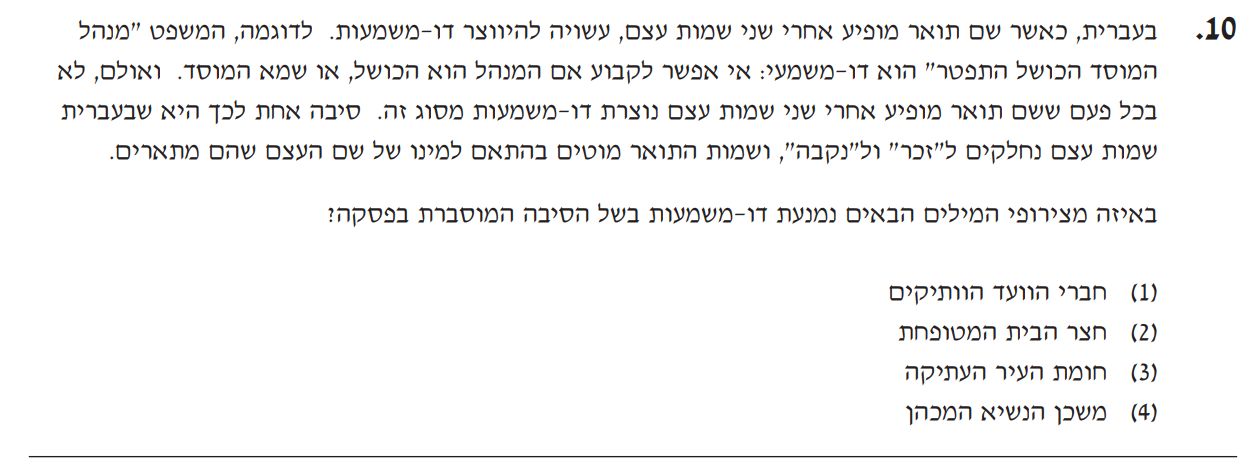 10. בעברית, כאשר שם תואר מופיע אחרי שני שמות עצם, עשויה להיווצר דו-משמעות. לדוגמה, המשפט "מנהל
המוסד הכושל התפטר" הוא דו-משמעי: אי אפשר לקבוע אם המנהל הוא הכושל, או שמא המוסד. ואולם, לא
בכל פעם ששם תואר מופיע אחרי שני שמות עצם נוצרת דו-משמעות מסוג זה. סיבה אחת לכך היא שבעברית
שמות עצם נחלקים ל"זכר" ול"נקבה", ושמות התואר מוטים בהתאם למינו של שם העצם שהם מתארים.
באיזה מצירופי המילים הבאים נמנעת דו-משמעות בשל הסיבה המוסברת בפסקה?
(1) חברי הוועד הוותיקים
(2) חצר הבית המטופחת
(3) חומת העיר העתיקה
(4) משכן הנשיא המכהן